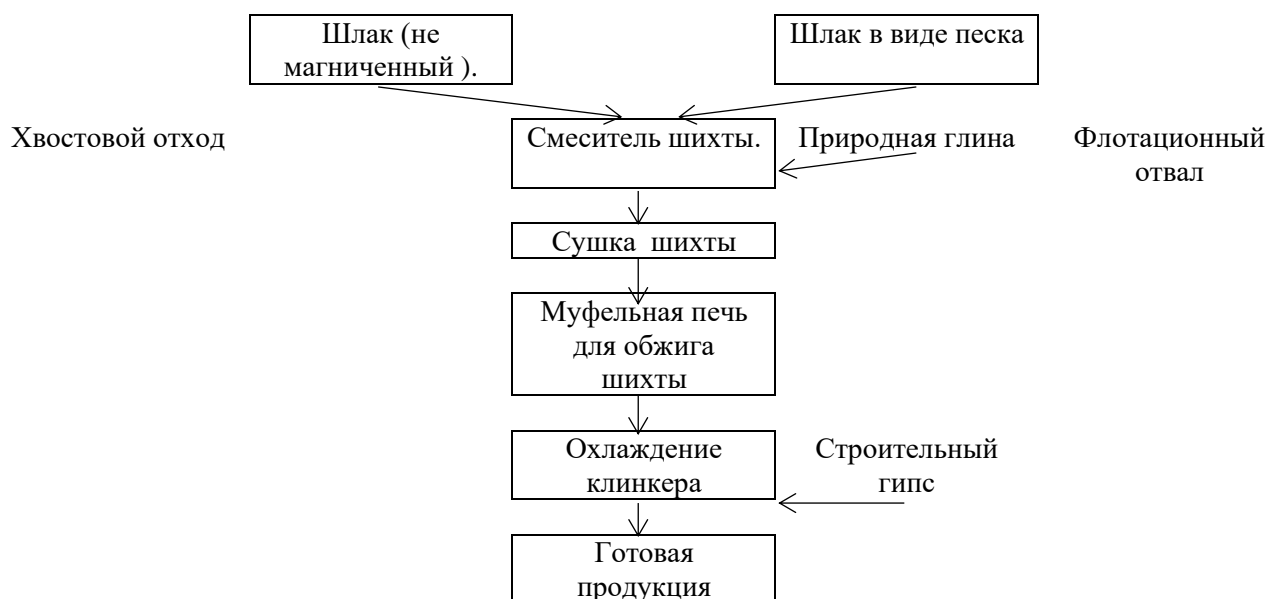 Шлак (не
магниченный ).
Шлак в виде песка
Хвостовой отход
Смеситель шихты.
Природная глина
Флотационный
отвал
Сушка шихты
Муфельная печь
для обжига
шихты
Охлаждение
клинкера
Строительный
гипс
Готовая
продукция